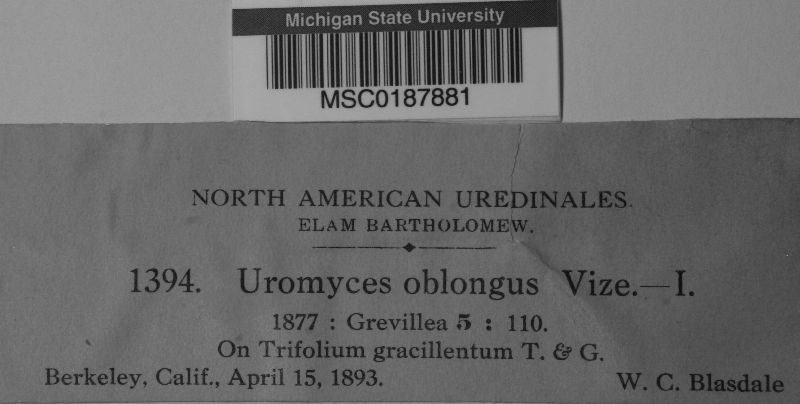 Michigan State University
MSC0187881
NORTH AMERICAN UREDINALES.
ELAM BARTHOLOMEW.
1394. Uromyces oblongus Vize.—I.
1877 : Grevillea 5 : 110.
On Trifolium gracillentum T. & G.
Berkeley, Calif., April 15, 1893. W. C. Blasdale